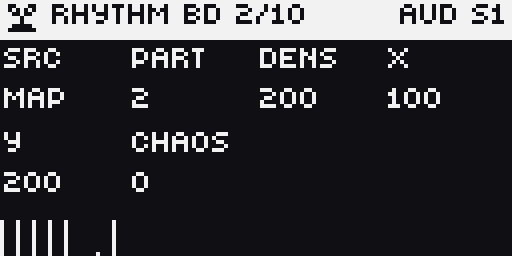 RHYTHM BD 2/10 AUD S1
SRC PART DENS X
MAP 2 200 100
Y CHAOS
200 0